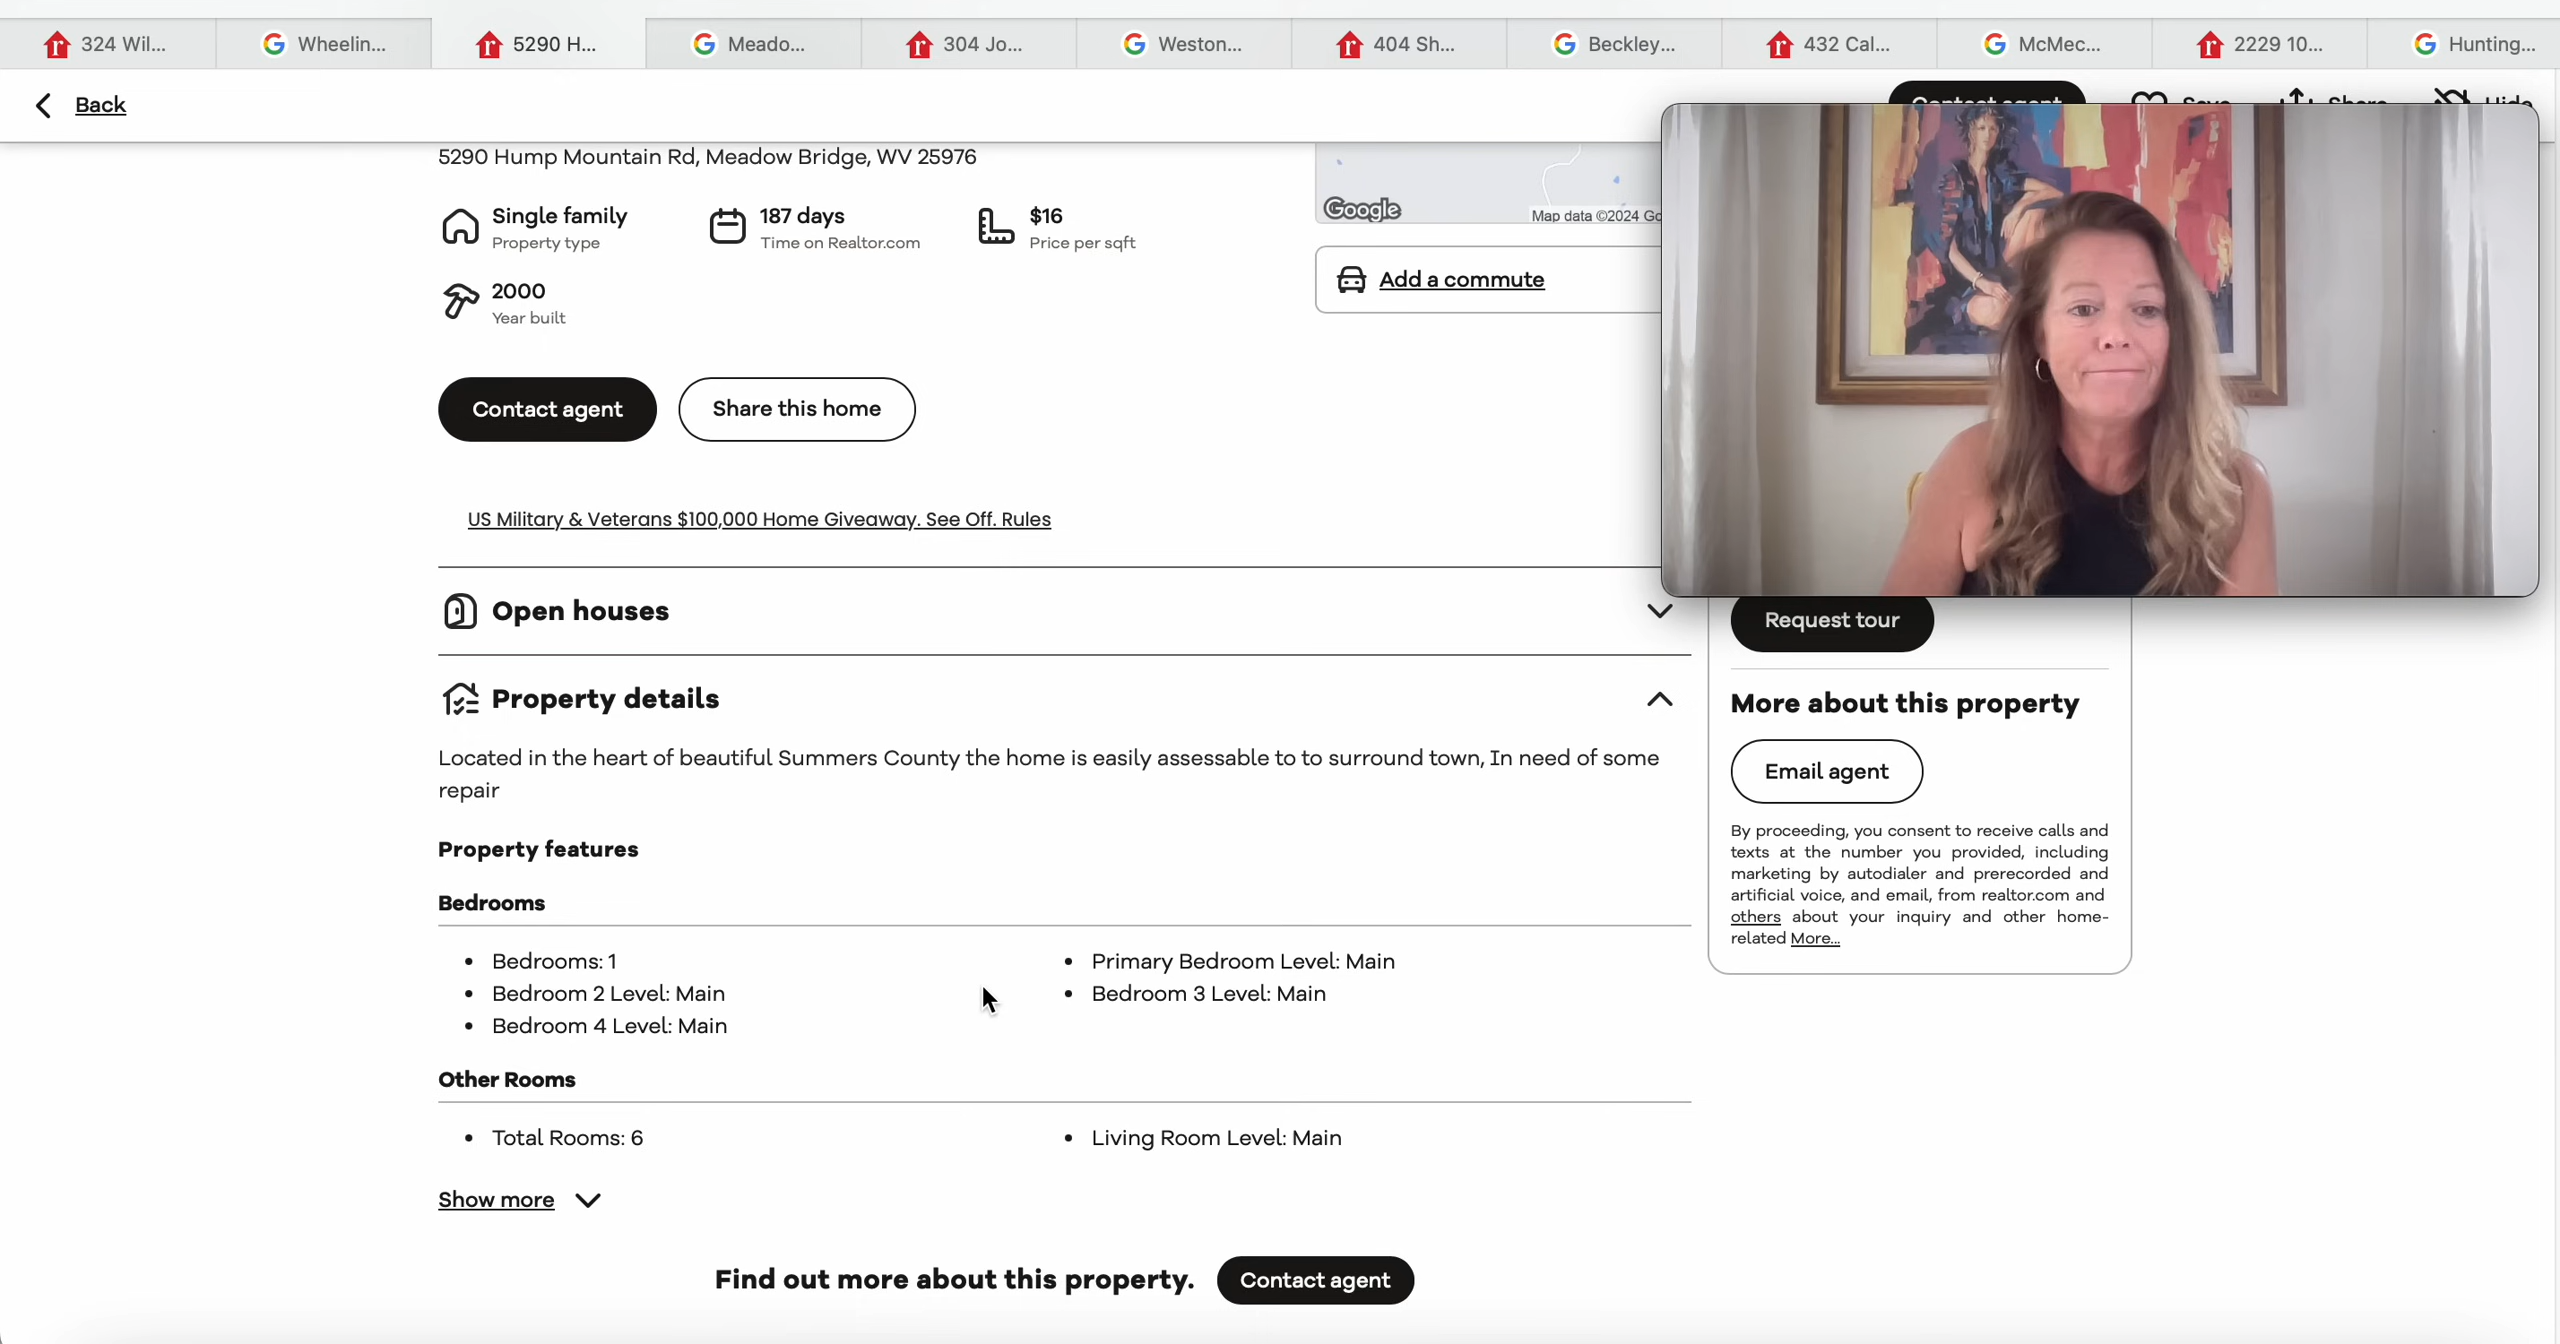 324 Wil...
Wheelin...
5290 H...
Meado...
304 Jo...
Weston...
404 Sh...
Beckley...
432 Cal...
McMec...
2229 10...
Hunting...
Back
Contact agent
Save
Share
Hide
5290 Hump Mountain Rd, Meadow Bridge, WV 25976
Single family
Property type
187 days
Time on Realtor.com
$16
Price per sqft
2000
Year built
Google
Map data ©2024 Go
Add a commute
Contact agent
Share this home
US Military & Veterans $100,000 Home Giveaway. See Off. Rules
Open houses
Property details
Located in the heart of beautiful Summers County the home is easily assessable to to surround town, In need of some
repair
Property features
Bedrooms
Bedrooms: 1
Primary Bedroom Level: Main
Bedroom 2 Level: Main
Bedroom 3 Level: Main
Bedroom 4 Level: Main
Other Rooms
Total Rooms: 6
Living Room Level: Main
Show more
Find out more about this property.
Contact agent
Request tour
More about this property
Email agent
By proceeding, you consent to receive calls and
texts at the number you provided, including
marketing by autodialer and prerecorded and
artificial voice, and email, from realtor.com and
others about your inquiry and other home-
related More...